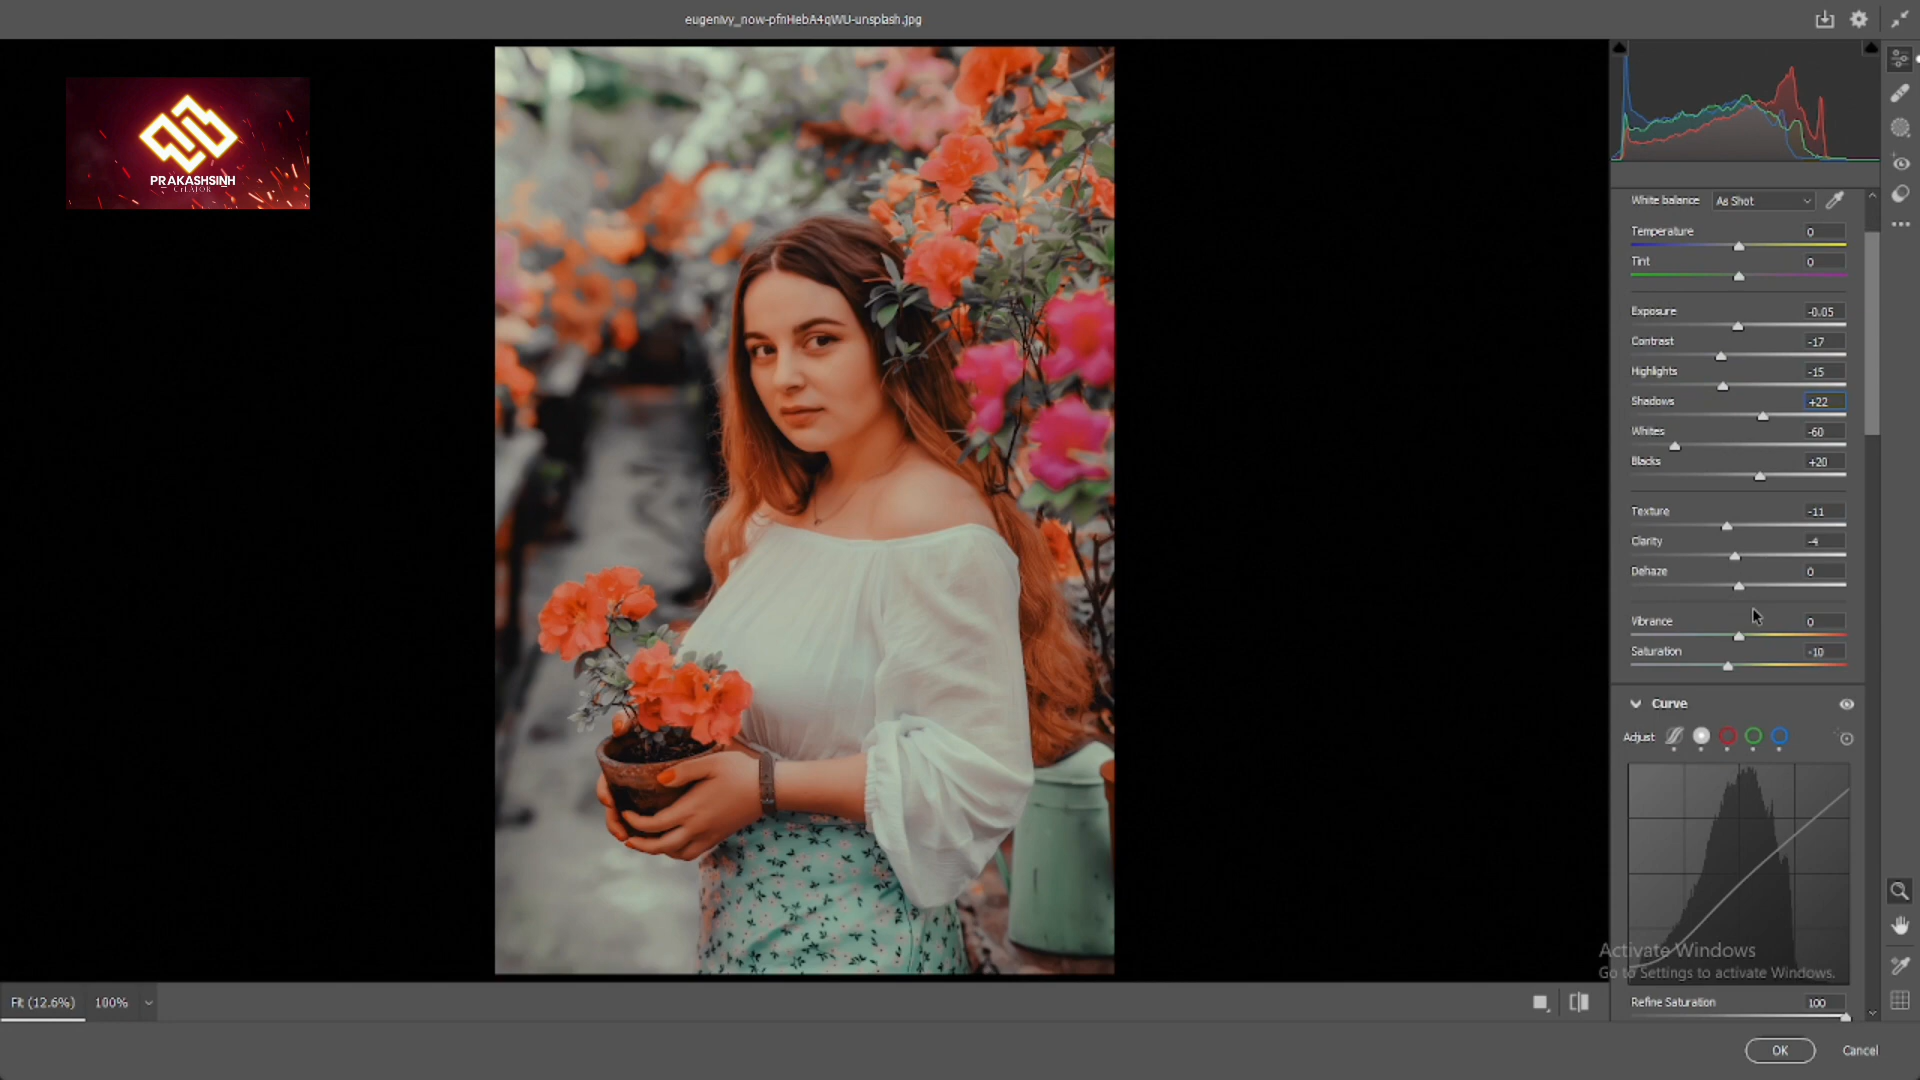 eugenivy_now-pfnHebA4qWU-unsplash.jpg
PRAKASHSINH
CrEATOR
White balance As Shot
Temperature 0
Tint 0
Exposure -0.05
Contrast -17
Highlights -15
Shadows +22
Whites -60
Blacks +20
Texture -11
Clarity -4
Dehaze 0
Vibrance 0
Saturation -10
Curve
Adjust
Activate Windows
Go to Settings to activate Windows.
Refine Saturation 100
Fit (12.6%) 100%
OK Cancel